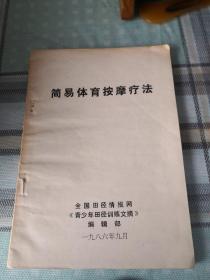 简易体育按摩疗法
全国田径情报网
《青少年田径训练文摘》
编辑部
一九八六年九月